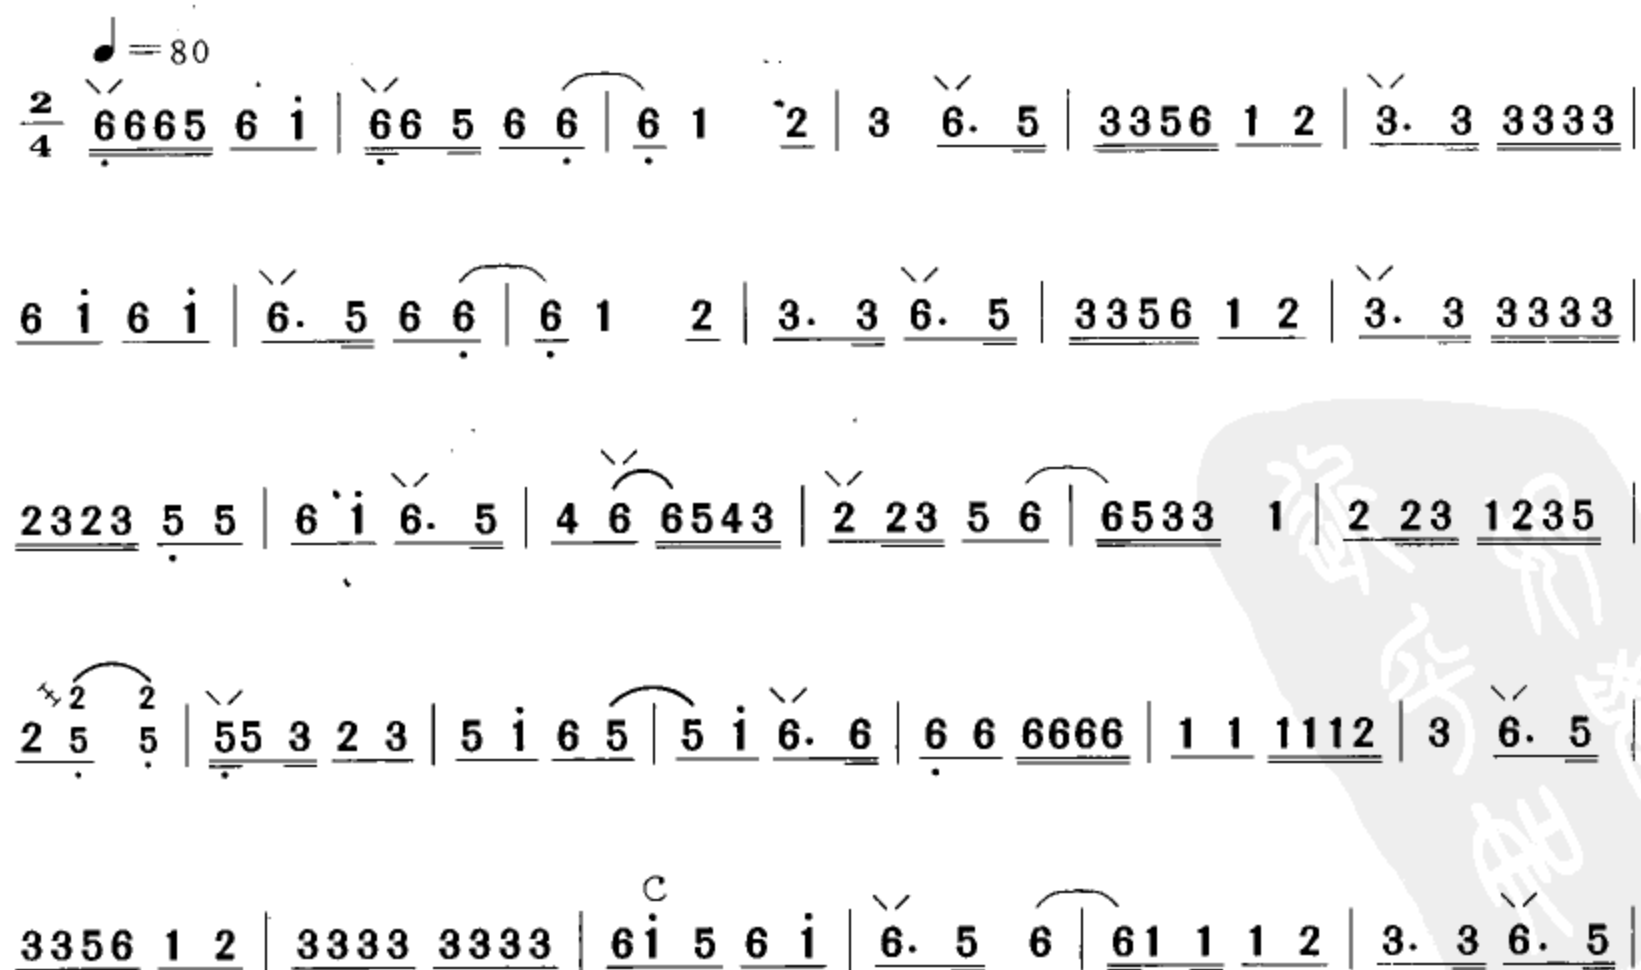 ♩=80
2/4 6665 6 i | 66 5 6 6 | 6 1 2 | 3 6. 5 | 3356 1 2 | 3. 3 3333 |
6 i 6 i | 6. 5 6 6 | 6 1 2 | 3. 3 6. 5 | 3356 1 2 | 3. 3 3333 |
2323 5 5 | 6 i 6. 5 | 4 6 6543 | 2 23 5 6 | 6533 1 | 2 23 1235 |
2 2
2 5 5 | 55 3 2 3 | 5 i 6 5 | 5 i 6. 6 | 6 6 6666 | 1 1 1112 | 3 6. 5 |
C
3356 1 2 | 3333 3333 | 6i 5 6 i | 6. 5 6 | 61 1 1 2 | 3. 3 6. 5 |